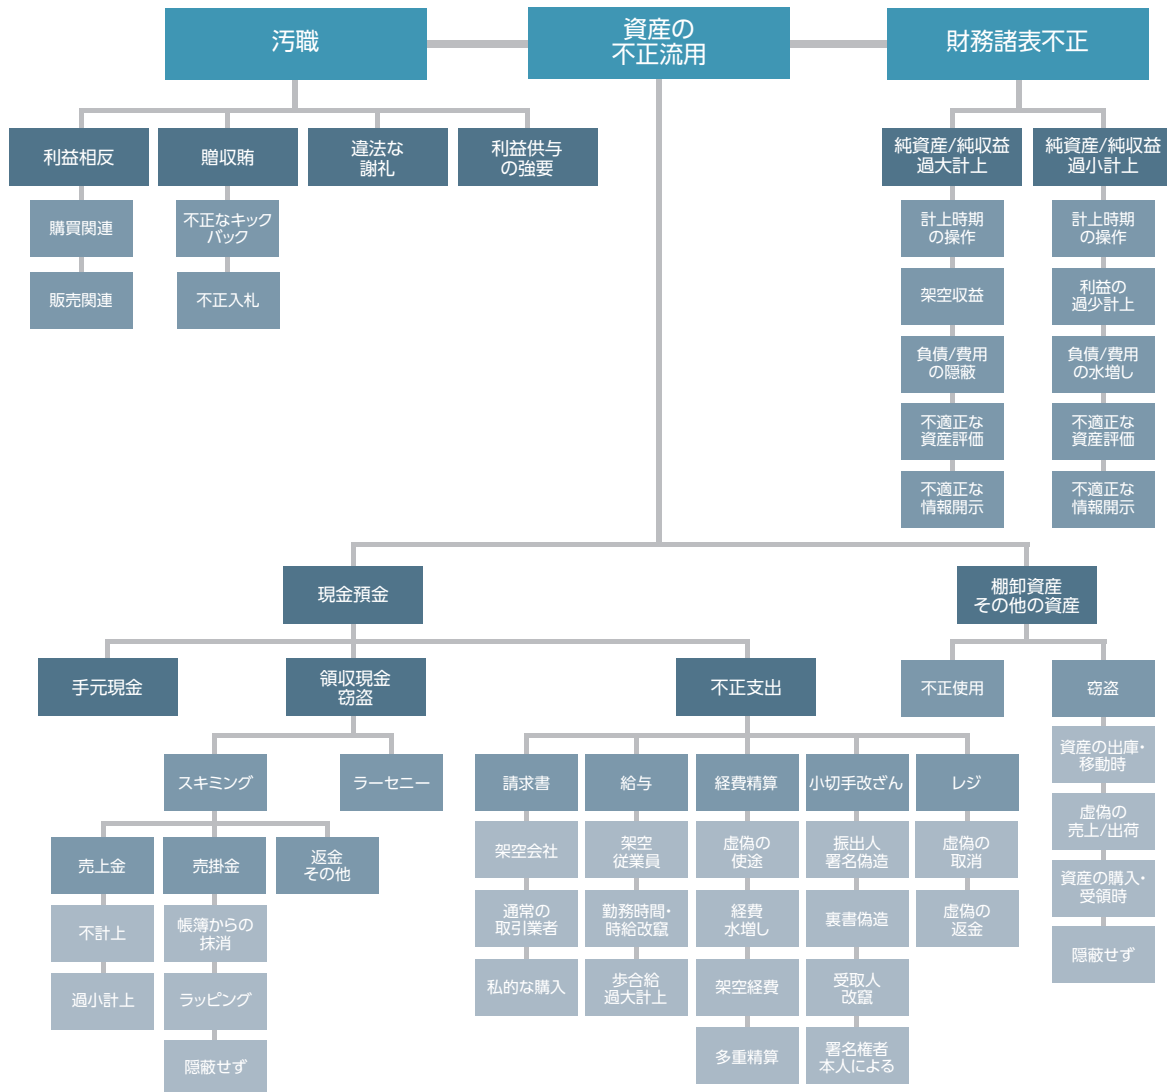 汚職
資産の
不正流用
財務諸表不正
利益相反
購買関連
販売関連
贈収賄
不正なキック
バック
不正入札
違法な
謝礼
利益供与
の強要
純資産/純収益
過大計上
計上時期
の操作
架空収益
負債/費用
の隠蔽
不適正な
資産評価
不適正な
情報開示
純資産/純収益
過小計上
計上時期
の操作
利益の
過少計上
負債/費用
の水増し
不適正な
資産評価
不適正な
情報開示
現金預金
手元現金
領収現金
窃盗
スキミング
売上金
不計上
過小計上
売掛金
帳簿からの
抹消
ラッピング
隠蔽せず
返金
その他
ラーセニー
不正支出
請求書
架空会社
通常の
取引業者
私的な購入
給与
架空
従業員
勤務時間・
時給改竄
歩合給
過大計上
経費精算
虚偽の
使途
経費
水増し
架空経費
多重精算
小切手改ざん
振出人
署名偽造
裏書偽造
受取人
改竄
署名権者
本人による
レジ
虚偽の
取消
虚偽の
返金
棚卸資産
その他の資産
不正使用
窃盗
資産の出庫・
移動時
虚偽の
売上/出荷
資産の購入・
受領時
隠蔽せず